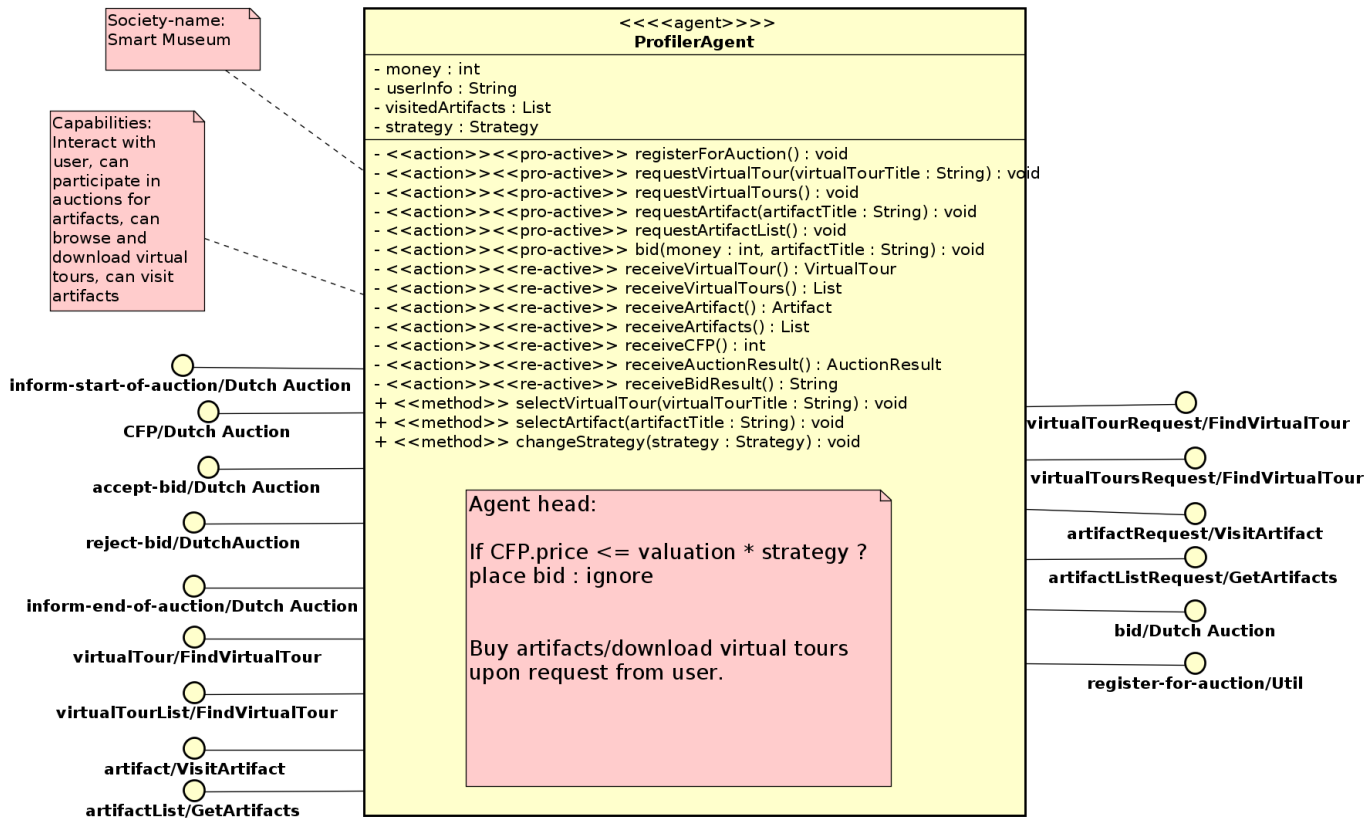 Society-name:
Smart Museum
Capabilities:
Interact with
user, can
participate in
auctions for
artifacts, can
browse and
download virtual
tours, can visit
artifacts
<<<<agent>>>>
ProfilerAgent
- money : int
- userInfo : String
- visitedArtifacts : List
- strategy : Strategy
- <<action>><<pro-active>> registerForAuction() : void
- <<action>><<pro-active>> requestVirtualTour(virtualTourTitle : String) : void
- <<action>><<pro-active>> requestVirtualTours() : void
- <<action>><<pro-active>> requestArtifact(artifactTitle : String) : void
- <<action>><<pro-active>> requestArtifactList() : void
- <<action>><<pro-active>> bid(money : int, artifactTitle : String) : void
- <<action>><<re-active>> receiveVirtualTour() : VirtualTour
- <<action>><<re-active>> receiveVirtualTours() : List
- <<action>><<re-active>> receiveArtifact() : Artifact
- <<action>><<re-active>> receiveArtifacts() : List
- <<action>><<re-active>> receiveCFP() : int
- <<action>><<re-active>> receiveAuctionResult() : AuctionResult
- <<action>><<re-active>> receiveBidResult() : String
+ <<method>> selectVirtualTour(virtualTourTitle : String) : void
+ <<method>> selectArtifact(artifactTitle : String) : void
+ <<method>> changeStrategy(strategy : Strategy) : void
Agent head:
If CFP.price <= valuation * strategy ?
place bid : ignore
Buy artifacts/download virtual tours
upon request from user.
inform-start-of-auction/Dutch Auction
CFP/Dutch Auction
accept-bid/Dutch Auction
reject-bid/DutchAuction
inform-end-of-auction/Dutch Auction
virtualTour/FindVirtualTour
virtualTourList/FindVirtualTour
artifact/VisitArtifact
artifactList/GetArtifacts
virtualTourRequest/FindVirtualTour
virtualToursRequest/FindVirtualTour
artifactRequest/VisitArtifact
artifactListRequest/GetArtifacts
bid/Dutch Auction
register-for-auction/Util